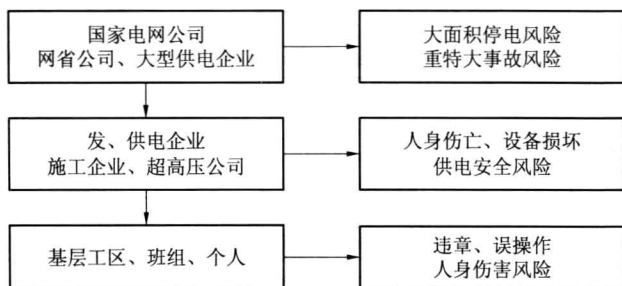 国家电网公司
网省公司、大型供电企业
大面积停电风险
重特大事故风险
发、供电企业
施工企业、超高压公司
人身伤亡、设备损坏
供电安全风险
基层工区、班组、个人
违章、误操作
人身伤害风险